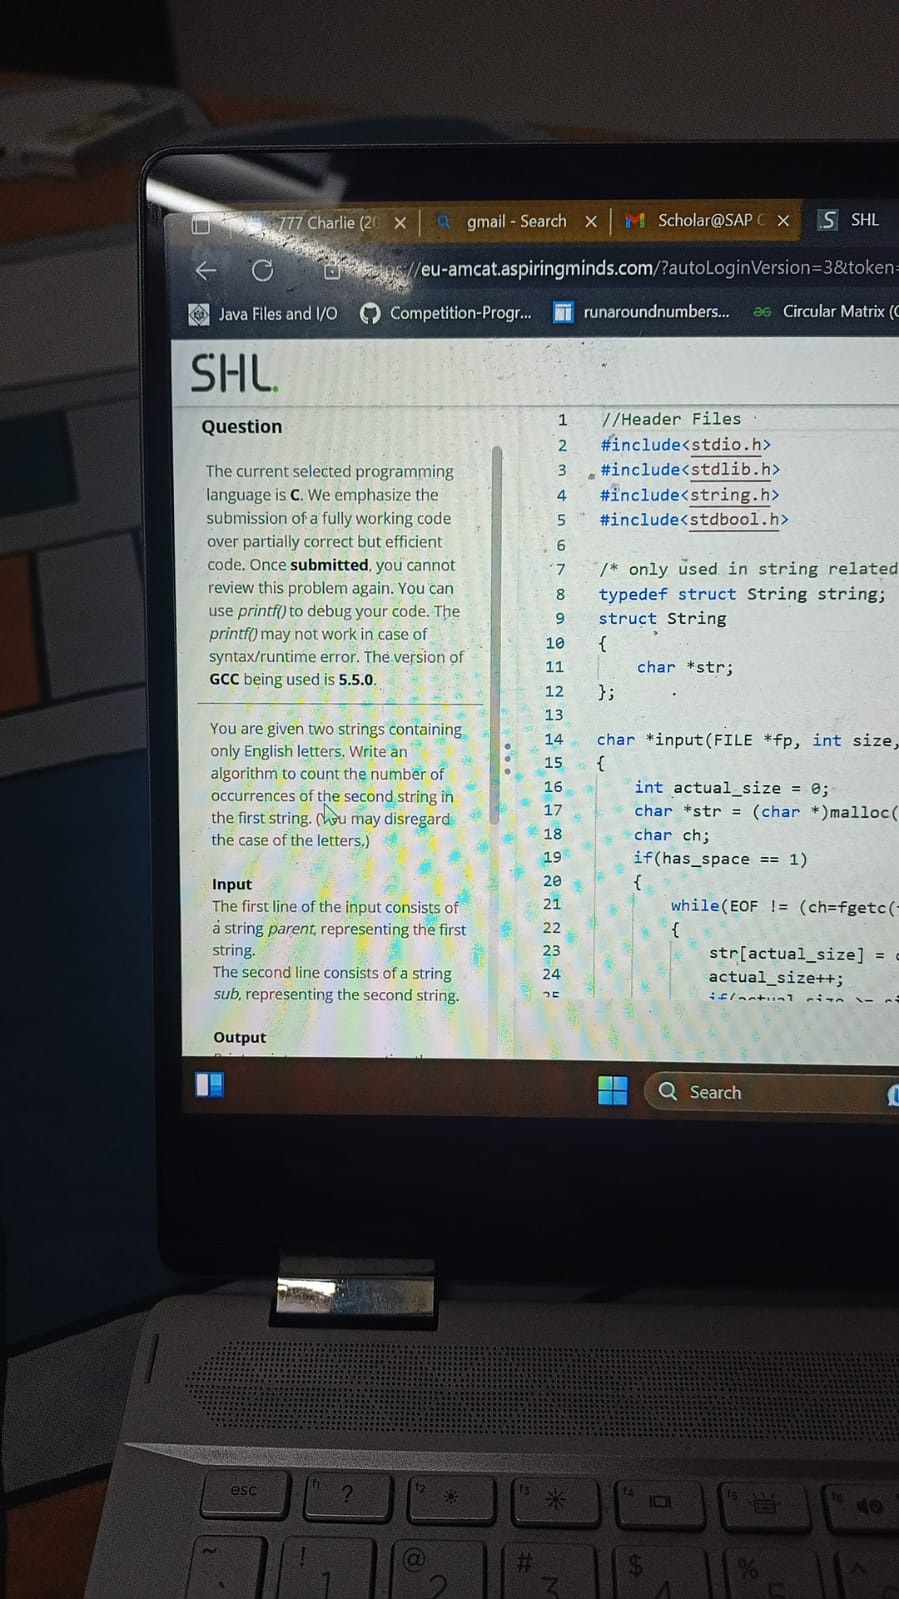 777 Charlie (20
gmail - Search
Scholar@SAP C
SHL
//eu-amcat.aspiringminds.com/?autoLoginVersion=3&token=
Java Files and I/O
Competition-Progr...
runaroundnumbers...
Circular Matrix (
SHL.
Question
The current selected programming
language is C. We emphasize the
submission of a fully working code
over partially correct but efficient
code. Once submitted, you cannot
review this problem again. You can
use printf() to debug your code. The
printf() may not work in case of
syntax/runtime error. The version of
GCC being used is 5.5.0.
You are given two strings containing
only English letters. Write an
algorithm to count the number of
occurrences of the second string in
the first string. (You may disregard
the case of the letters.)
Input
The first line of the input consists of
a string parent, representing the first
string.
The second line consists of a string
sub, representing the second string.
Output
1 //Header Files
2 #include<stdio.h>
3 #include<stdlib.h>
4 #include<string.h>
5 #include<stdbool.h>
6
7 /* only used in string related
8 typedef struct String string;
9 struct String
10 {
11 char *str;
12 };
13
14 char *input(FILE *fp, int size,
15 {
16 int actual_size = 0;
17 char *str = (char *)malloc(
18 char ch;
19 if(has_space == 1)
20 {
21 while(EOF != (ch=fgetc(
22 {
23 str[actual_size] =
24 actual_size++;
Search
esc
f1 ?
f2
f3
f4
f5
f6
~ `
! 1
@ 2
# 3
$ 4
% 5
^